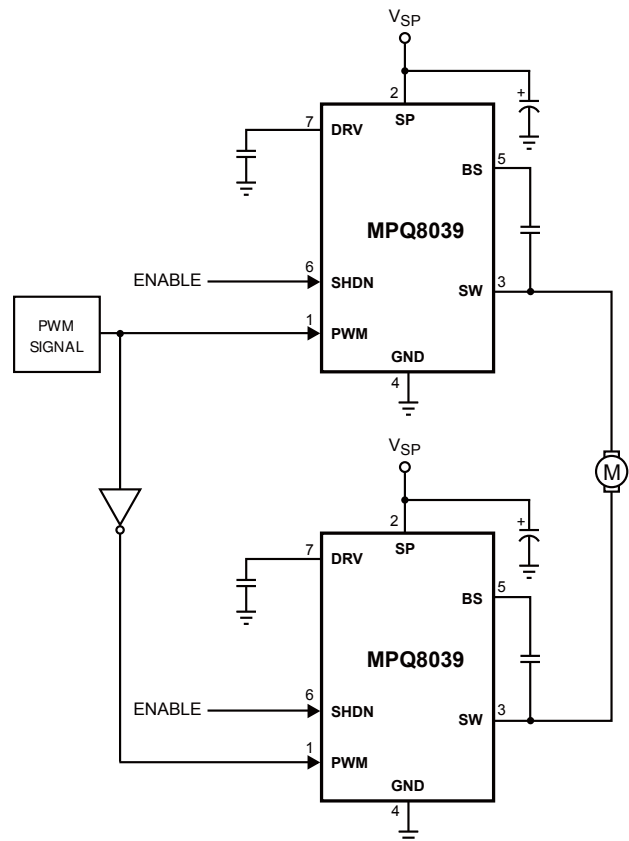 VSP
2
+
7
DRV
SP
BS
5
MPQ8039
ENABLE
6
SHDN
SW
3
PWM
SIGNAL
1
PWM
GND
4
VSP
M
2
+
7
DRV
SP
BS
5
MPQ8039
ENABLE
6
SHDN
SW
3
1
PWM
GND
4